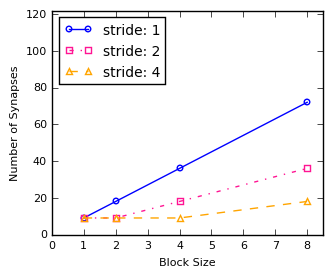 120
100
80
60
40
20
0
Number of Synapses
stride: 1
stride: 2
stride: 4
0 1 2 3 4 5 6 7 8
Block Size